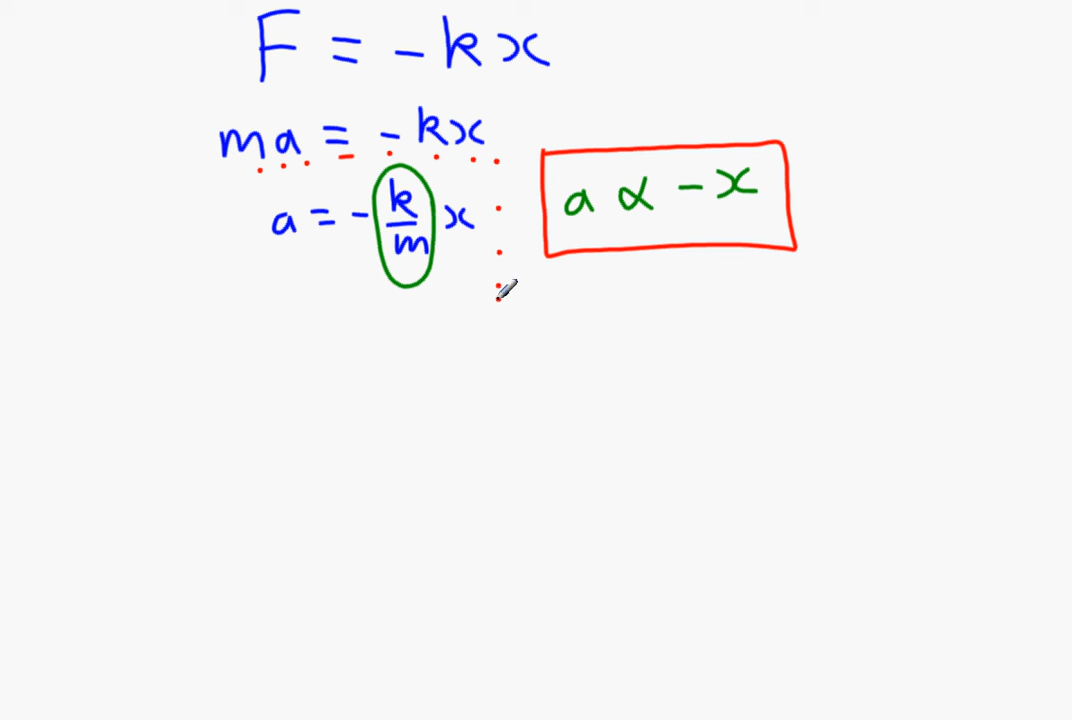 F = -kx
ma = -kx
a = -k/m x
a α -x